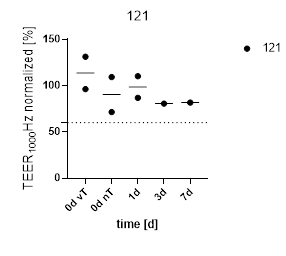 121
TEER1000Hz normalized [%]
150
100
50
0
0d vT
0d nT
1d
3d
7d
time [d]
121